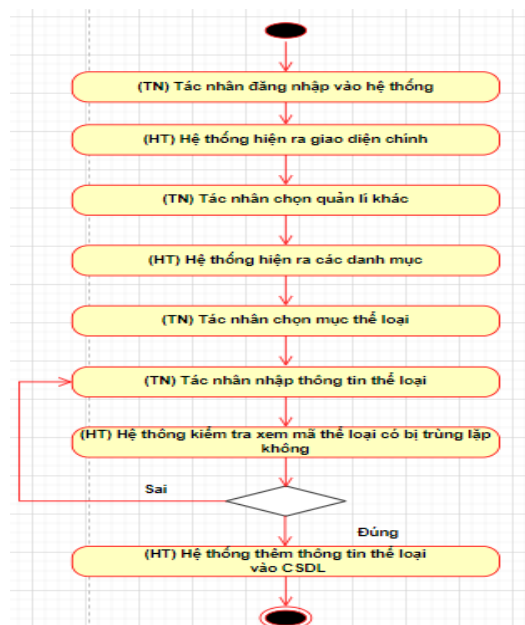 (TN) Tác nhân đăng nhập vào hệ thống
(HT) Hệ thống hiện ra giao diện chính
(TN) Tác nhân chọn quản lí khác
(HT) Hệ thống hiện ra các danh mục
(TN) Tác nhân chọn mục thể loại
(TN) Tác nhân nhập thông tin thể loại
(HT) Hệ thông kiểm tra xem mã thể loại có bị trùng lặp
không
Sai
Đúng
(HT) Hệ thống thêm thông tin thể loại
vào CSDL